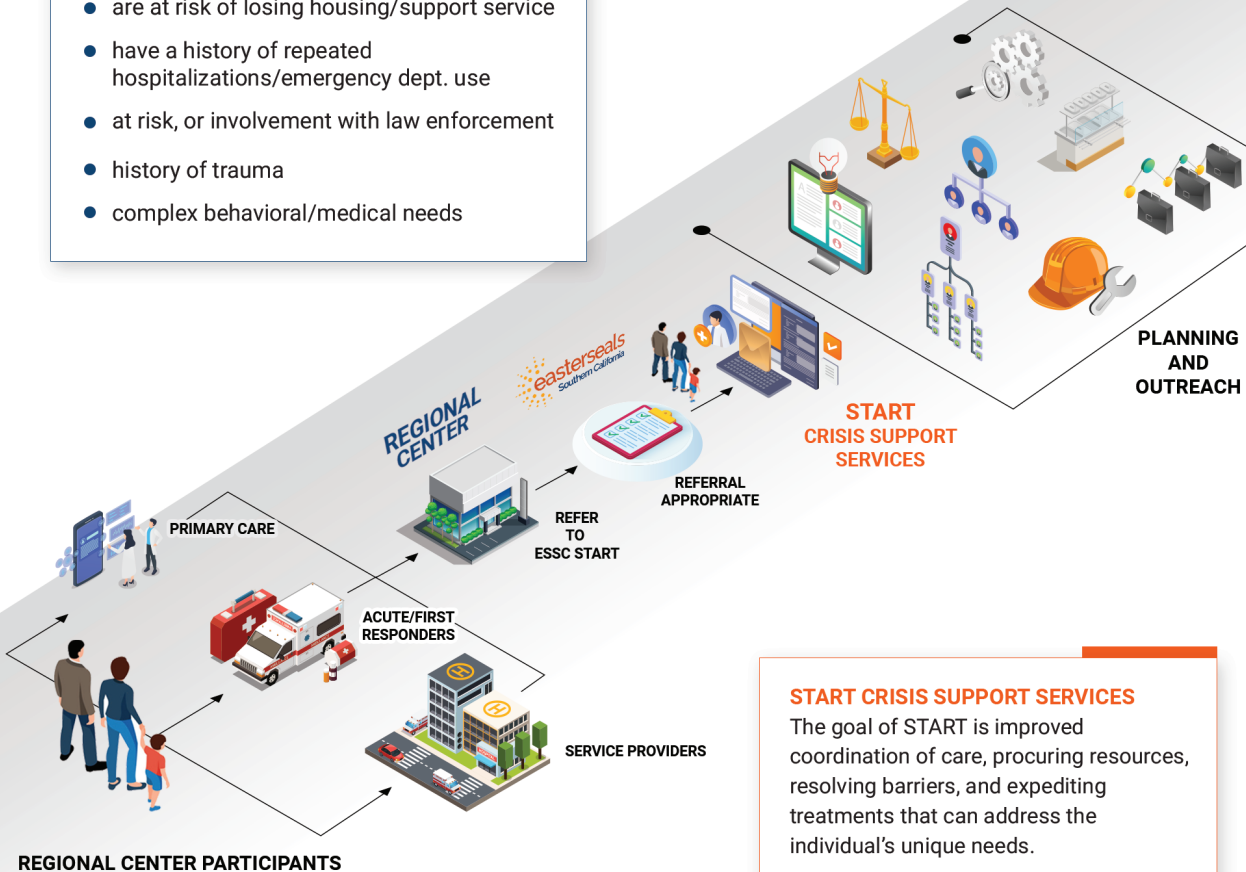 are at risk of losing housing/support service
have a history of repeated
hospitalizations/emergency dept. use
at risk, or involvement with law enforcement
history of trauma
complex behavioral/medical needs
PLANNING
AND
OUTREACH
easterseals
Southern California
REGIONAL
CENTER
START
CRISIS SUPPORT
SERVICES
REFERRAL
APPROPRIATE
REFER
TO
ESSC START
PRIMARY CARE
ACUTE/FIRST
RESPONDERS
SERVICE PROVIDERS
REGIONAL CENTER PARTICIPANTS
START CRISIS SUPPORT SERVICES
The goal of START is improved
coordination of care, procuring resources,
resolving barriers, and expediting
treatments that can address the
individual's unique needs.